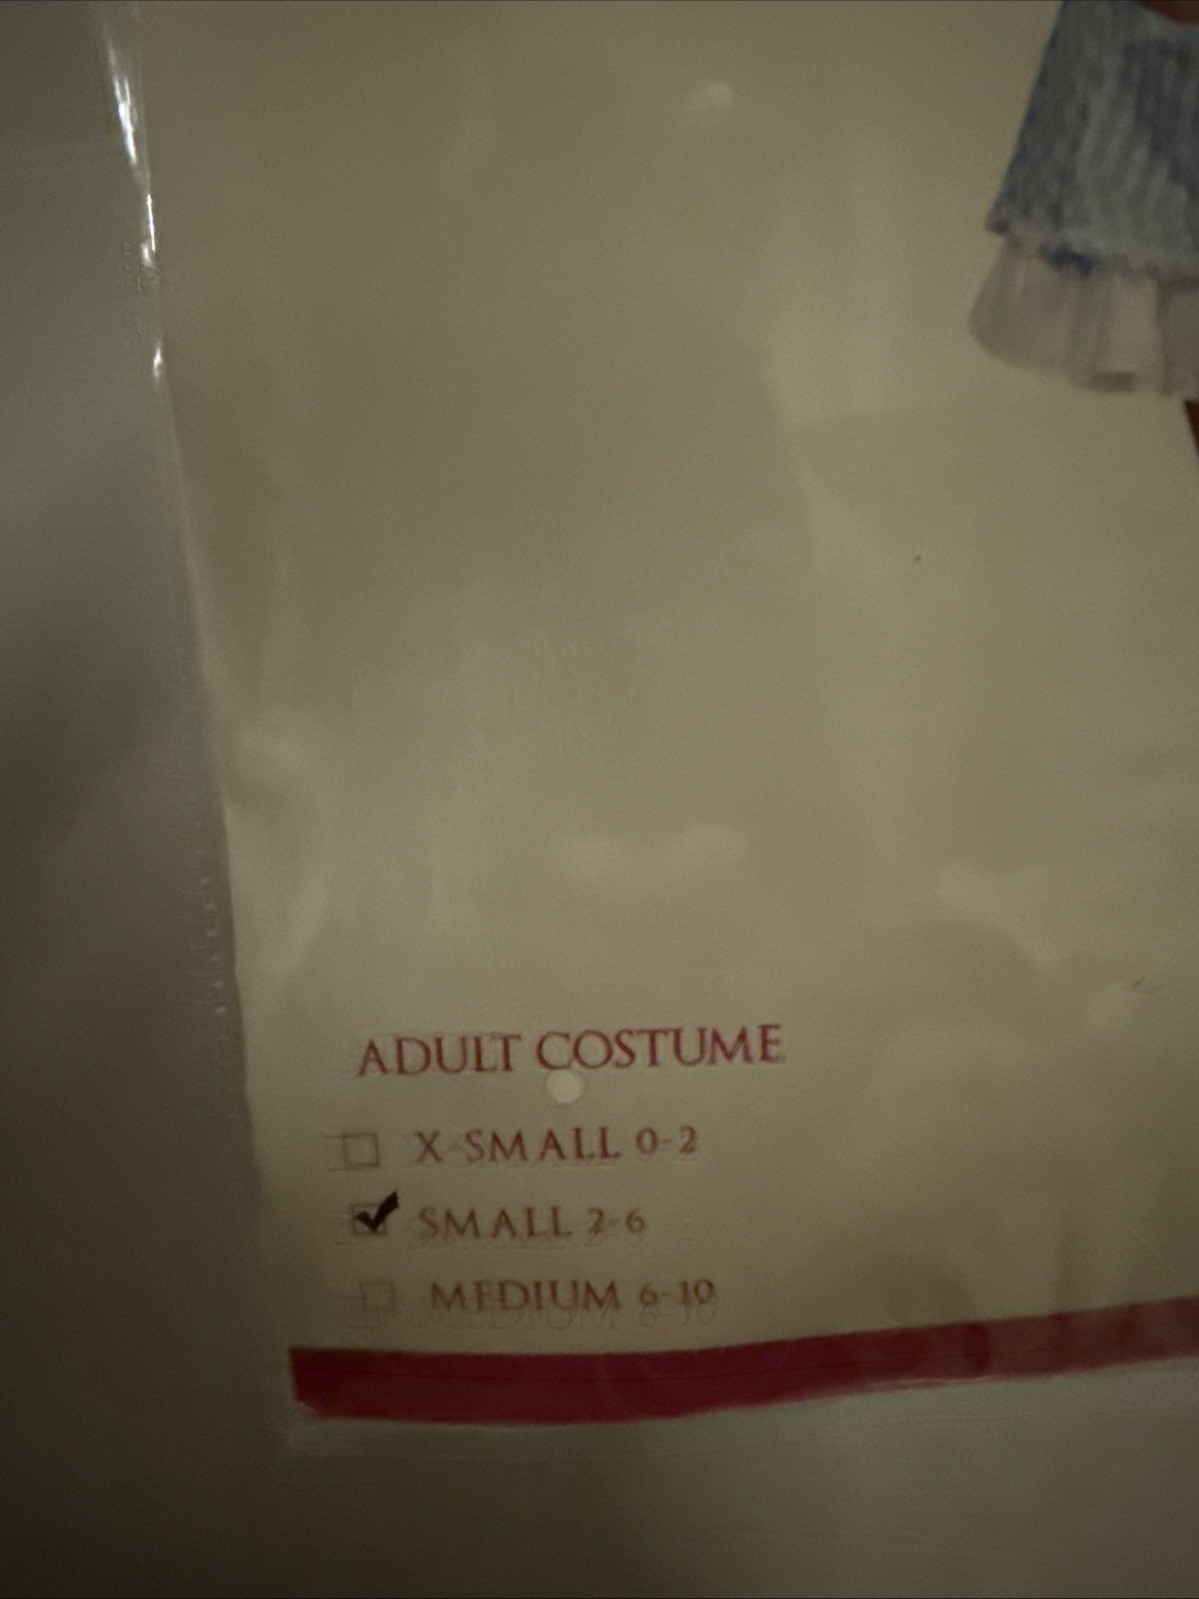 ADULT COSTUME
X-SMALL 0-2
SMALL 2-6
MEDIUM 6-10